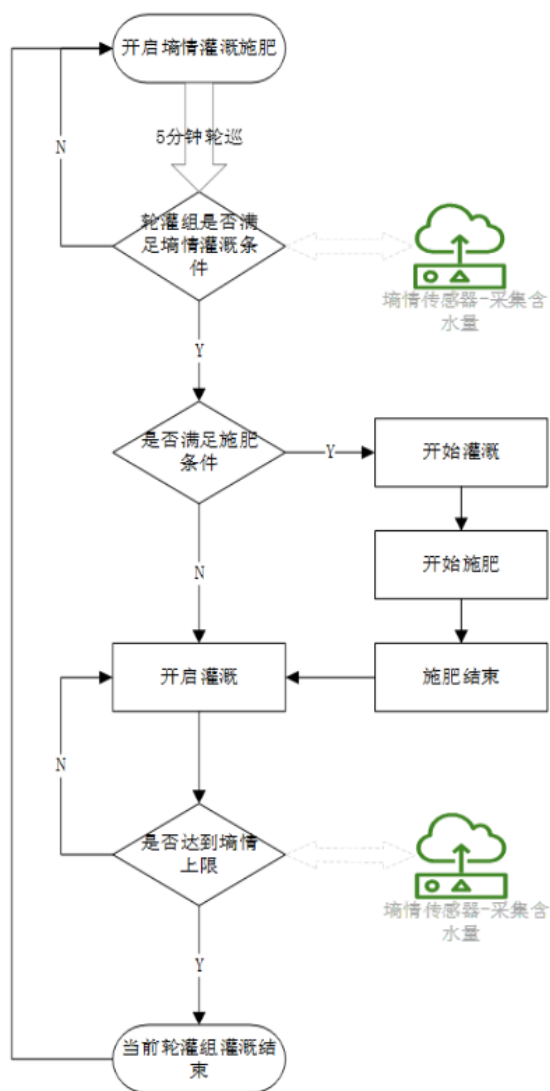 开启墒情灌溉施肥
5分钟轮巡
N
轮灌组是否满
足墒情灌溉条
件
墒情传感器-采集含
水量
Y
是否满足施肥
条件
Y
开始灌溉
N
开始施肥
开启灌溉
施肥结束
N
是否达到墒情
上限
墒情传感器-采集含
水量
Y
当前轮灌组灌溉结
束